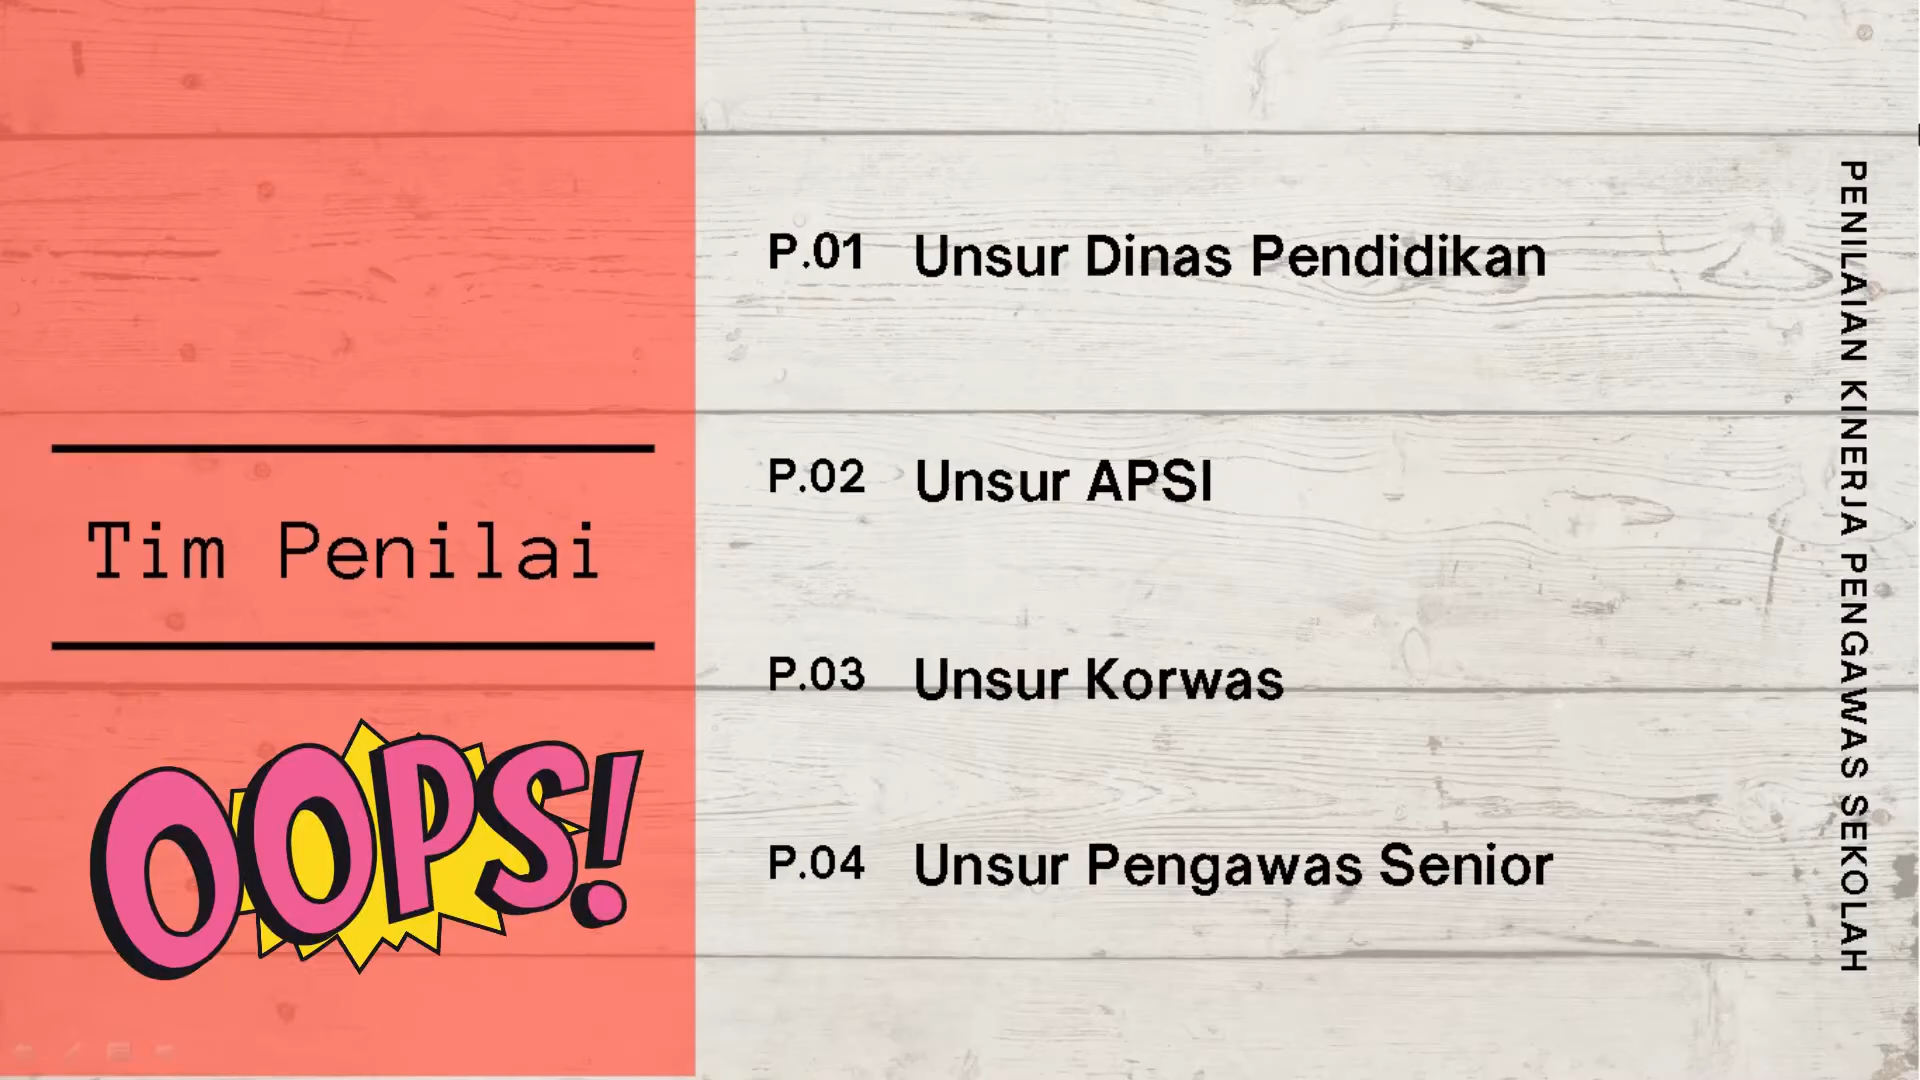 Tim Penilai
OOPS!
P.01 Unsur Dinas Pendidikan
P.02 Unsur APSI
P.03 Unsur Korwas
P.04 Unsur Pengawas Senior
PENILAIAN KINERJA PENGAWAS SEKOLAH